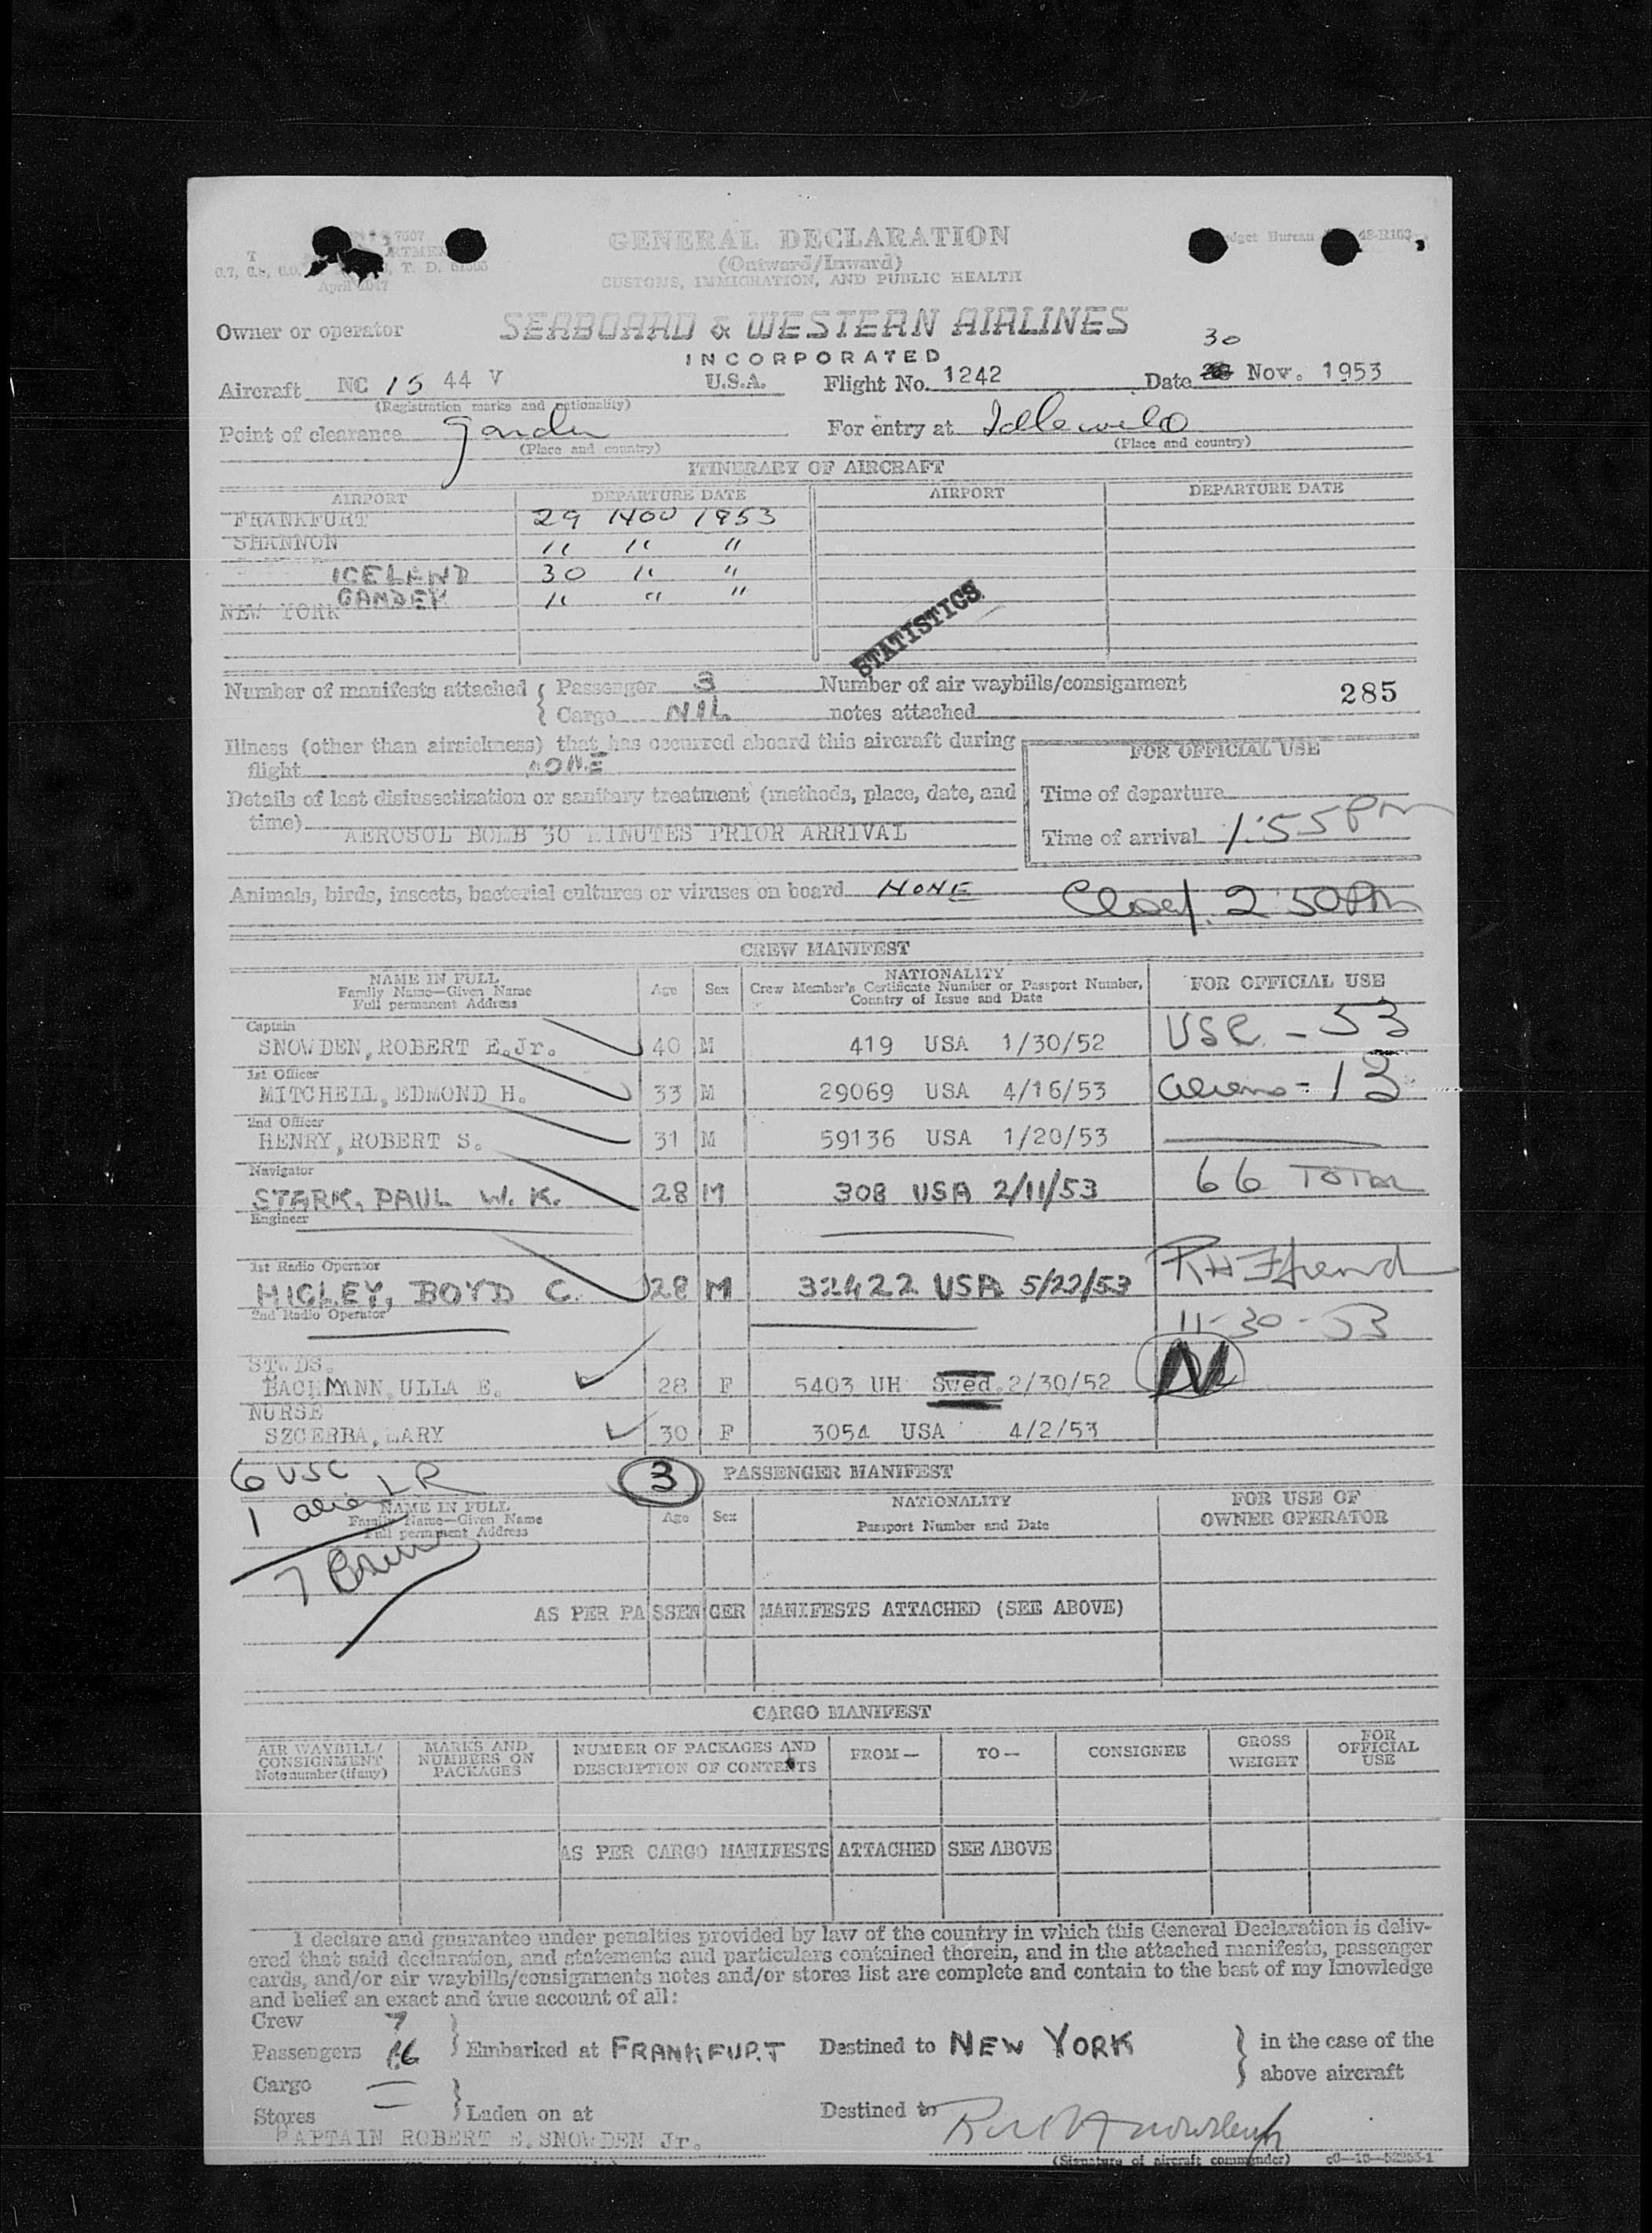 GENERAL DECLARATION
(Outward/Inward)
CUSTOMS, IMMIGRATION, AND PUBLIC HEALTH
April 1947
Owner or operator SEABOARD & WESTERN AIRLINES
INCORPORATED
30
Aircraft NC 1544 V U.S.A. Flight No. 1242 Date Nov. 1953
(Registration marks and nationality)
Point of clearance Gander For entry at Idlewild
(Place and country) (Place and country)
ITINERARY OF AIRCRAFT
AIRPORT DEPARTURE DATE AIRPORT DEPARTURE DATE
FRANKFURT 29 NOV 1953
SHANNON " " "
ICELAND 30 " "
GANDER " " "
NEW YORK
STATISTICS
Number of manifests attached { Passenger 3 Number of air waybills/consignment
Cargo NIL notes attached 285
Illness (other than airsickness) that has occurred aboard this aircraft during
flight NONE
FOR OFFICIAL USE
Details of last disinsectization or sanitary treatment (methods, place, date, and
time) AEROSOL BOMB 30 MINUTES PRIOR ARRIVAL
Time of departure
Time of arrival 1:55 PM
Animals, birds, insects, bacterial cultures or viruses on board NONE
2:50 PM
CREW MANIFEST
NAME IN FULL
Family Name—Given Name
Full permanent Address
Age Sex
NATIONALITY
Crew Member's Certificate Number or Passport Number,
Country of Issue and Date
FOR OFFICIAL USE
Captain
SNOWDEN, ROBERT E.Jr. 40 M 419 USA 1/30/52 USC - 53
1st Officer
MITCHELL, EDMOND H. 33 M 29069 USA 4/16/53 Aliens - 13
2nd Officer
HENRY, ROBERT S. 31 M 59136 USA 1/20/53
Navigator
STARK, PAUL W. K. 28 M 308 USA 2/11/53 66 TOTAL
Engineer
1st Radio Operator
HIGLEY, BOYD C. 28 M 32422 USA 5/22/53
2nd Radio Operator
11-30-53
STWDS.
BACHMANN, ULLA E. 28 F 5403 UH Swed. 2/30/52 N
NURSE
SZCERBA, MARY 30 F 3054 USA 4/2/53
6 USC
1 alien LR
3
PASSENGER MANIFEST
NAME IN FULL
Family Name—Given Name
Full permanent Address
Age Sex
NATIONALITY
Passport Number and Date
FOR USE OF
OWNER OPERATOR
7
AS PER PASSENGER MANIFESTS ATTACHED (SEE ABOVE)
CARGO MANIFEST
AIR WAYBILL/
CONSIGNMENT
Note number (if any)
MARKS AND
NUMBERS ON
PACKAGES
NUMBER OF PACKAGES AND
DESCRIPTION OF CONTENTS
FROM—
TO—
CONSIGNEE
GROSS
WEIGHT
FOR
OFFICIAL
USE
AS PER CARGO MANIFESTS ATTACHED SEE ABOVE
I declare and guarantee under penalties provided by law of the country in which this General Declaration is deliv-
ered that said declaration, and statements and particulars contained therein, and in the attached manifests, passenger
cards, and/or air waybills/consignments notes and/or stores list are complete and contain to the best of my knowledge
and belief an exact and true account of all:
Crew 7
Passengers } Embarked at FRANKFURT Destined to NEW YORK } in the case of the
above aircraft
Cargo —
Stores — } Laden on at Destined to
CAPTAIN ROBERT E. SNOWDEN Jr.
(Signature of aircraft commander)